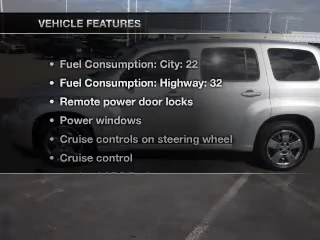 VEHICLE FEATURES
• Fuel Consumption: City: 22
• Fuel Consumption: Highway: 32
• Remote power door locks
• Power windows
• Cruise controls on steering wheel
• Cruise control